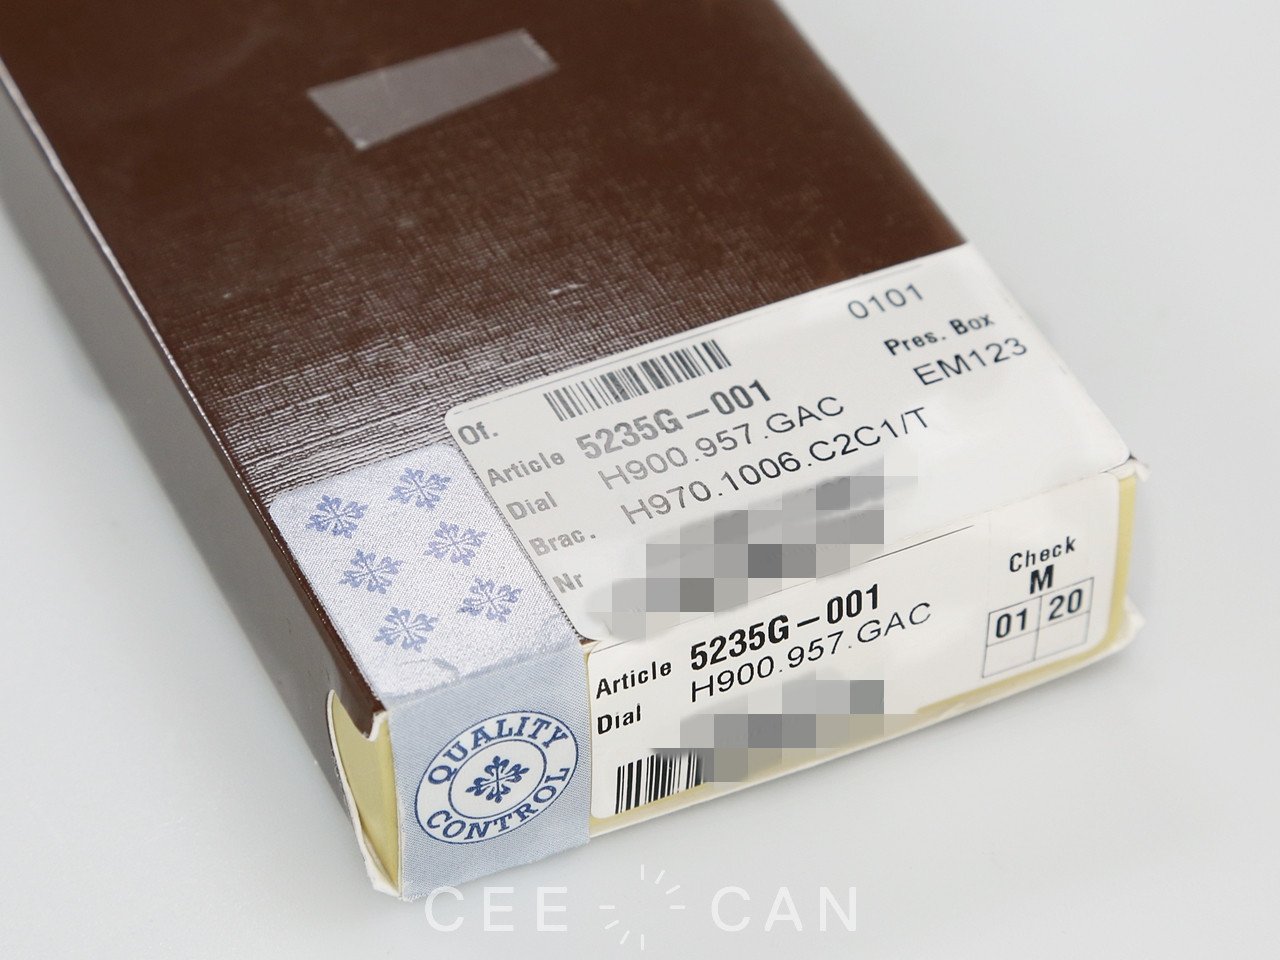 0101
Pres. Box
EM123
Of.
Article 5235G-001
Dial H900.957.GAC
Brac. H970.1006.C2C1/T
Nr
Check
M
01 20
Article 5235G-001
Dial H900.957.GAC
QUALITY
CONTROL
CEE CAN